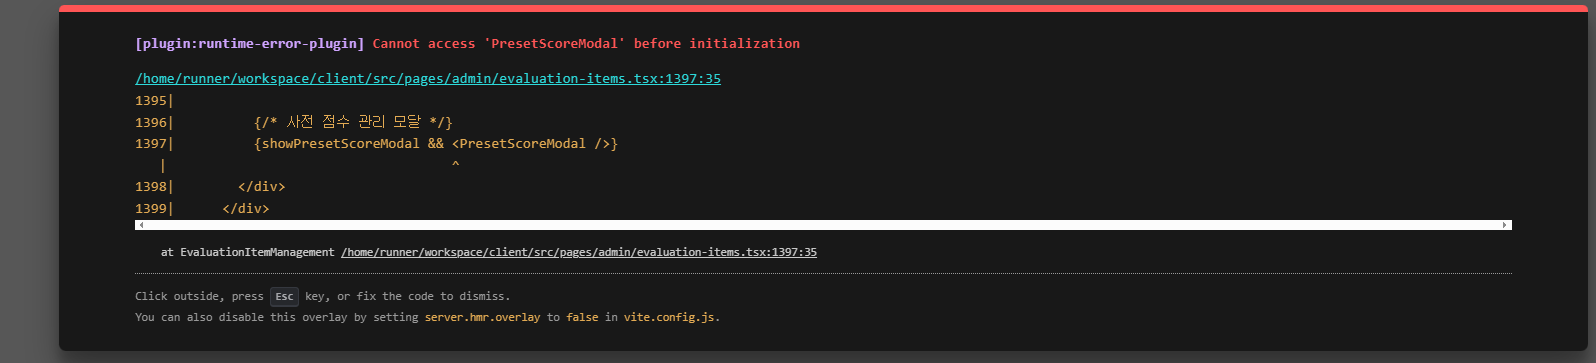 [plugin:runtime-error-plugin] Cannot access 'PresetScoreModal' before initialization
/home/runner/workspace/client/src/pages/admin/evaluation-items.tsx:1397:35
1395|
1396|          {/* 사전 점수 관리 모달 */}
1397|          {showPresetScoreModal && <PresetScoreModal />}
   |                                   ^
1398|        </div>
1399|      </div>
at EvaluationItemManagement /home/runner/workspace/client/src/pages/admin/evaluation-items.tsx:1397:35
Click outside, press Esc key, or fix the code to dismiss.
You can also disable this overlay by setting server.hmr.overlay to false in vite.config.js.